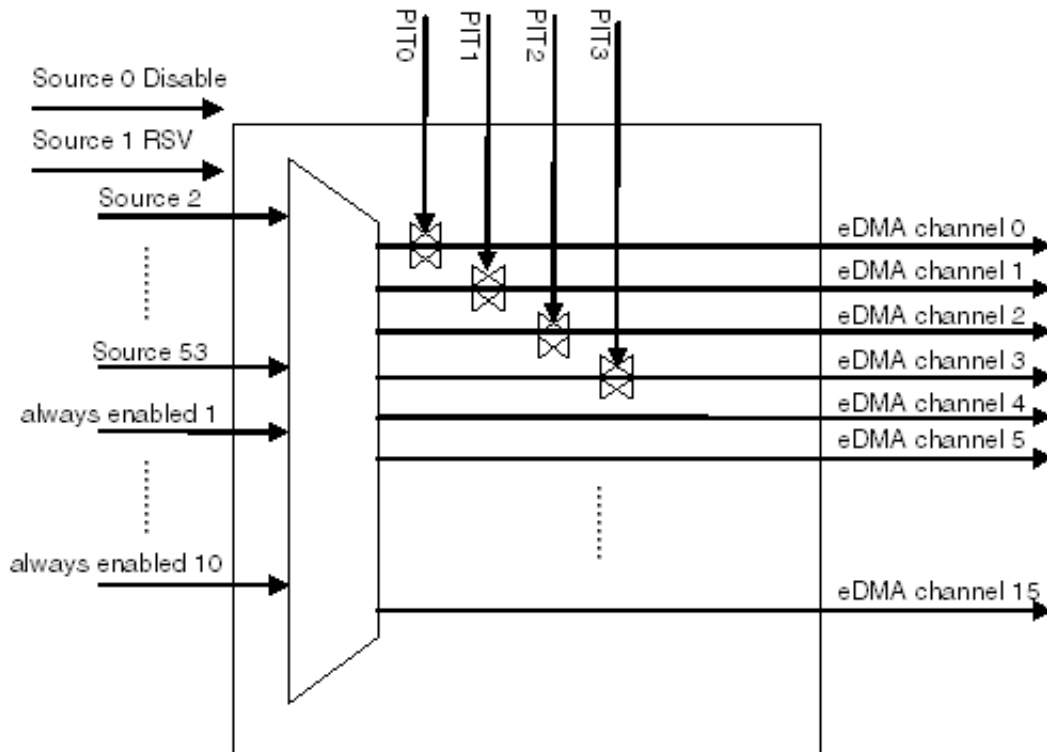 PIT0
PIT1
PIT2
PIT3
Source 0 Disable
Source 1 RSV
Source 2
Source 53
always enabled 1
always enabled 10
eDMA channel 0
eDMA channel 1
eDMA channel 2
eDMA channel 3
eDMA channel 4
eDMA channel 5
eDMA channel 15